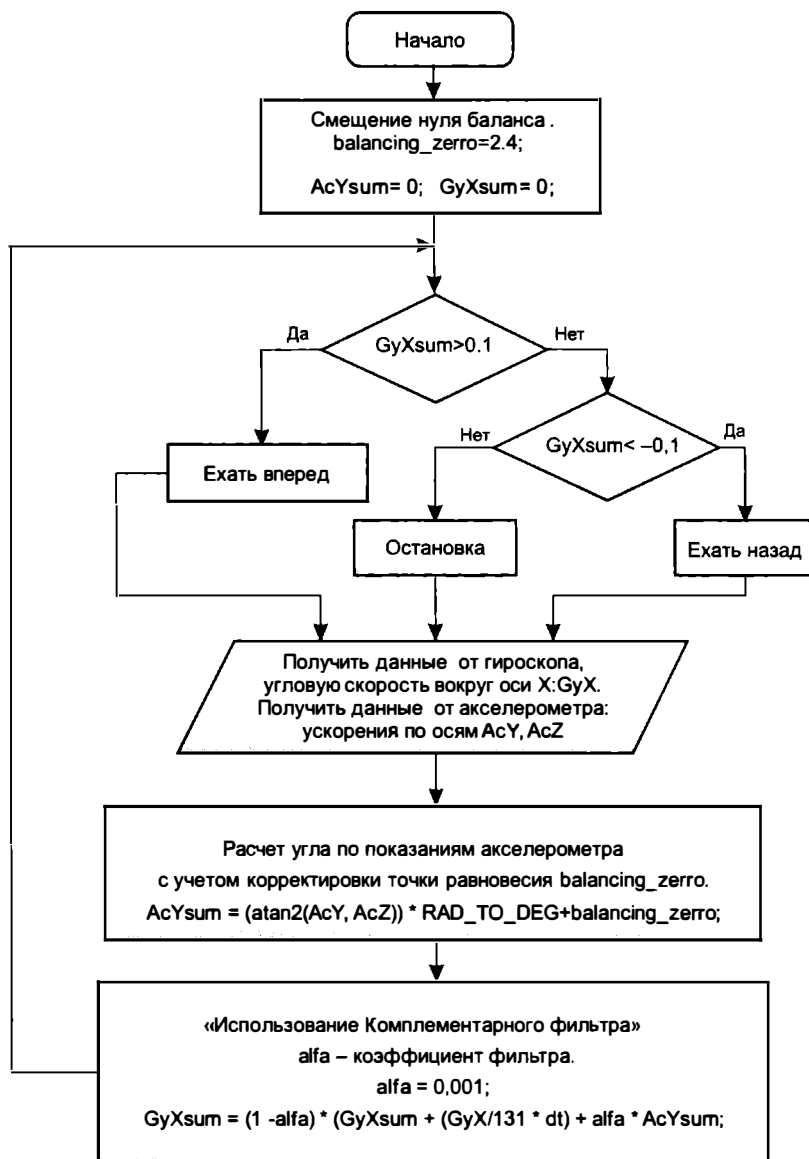 Начало
Смещение нуля баланса .
balancing_zerro=2.4;
AcYsum= 0; GyXsum= 0;
Да
GyXsum>0.1
Нет
Нет
GyXsum< –0,1
Да
Ехать вперед
Остановка
Ехать назад
Получить данные от гироскопа,
угловую скорость вокруг оси X:GyX.
Получить данные от акселерометра:
ускорения по осям AcY, AcZ
Расчет угла по показаниям акселерометра
с учетом корректировки точки равновесия balancing_zerro.
AcYsum = (atan2(AcY, AcZ)) * RAD_TO_DEG+balancing_zerro;
«Использование Комплементарного фильтра»
alfa – коэффициент фильтра.
alfa = 0,001;
GyXsum = (1 -alfa) * (GyXsum + (GyX/131 * dt) + alfa * AcYsum;